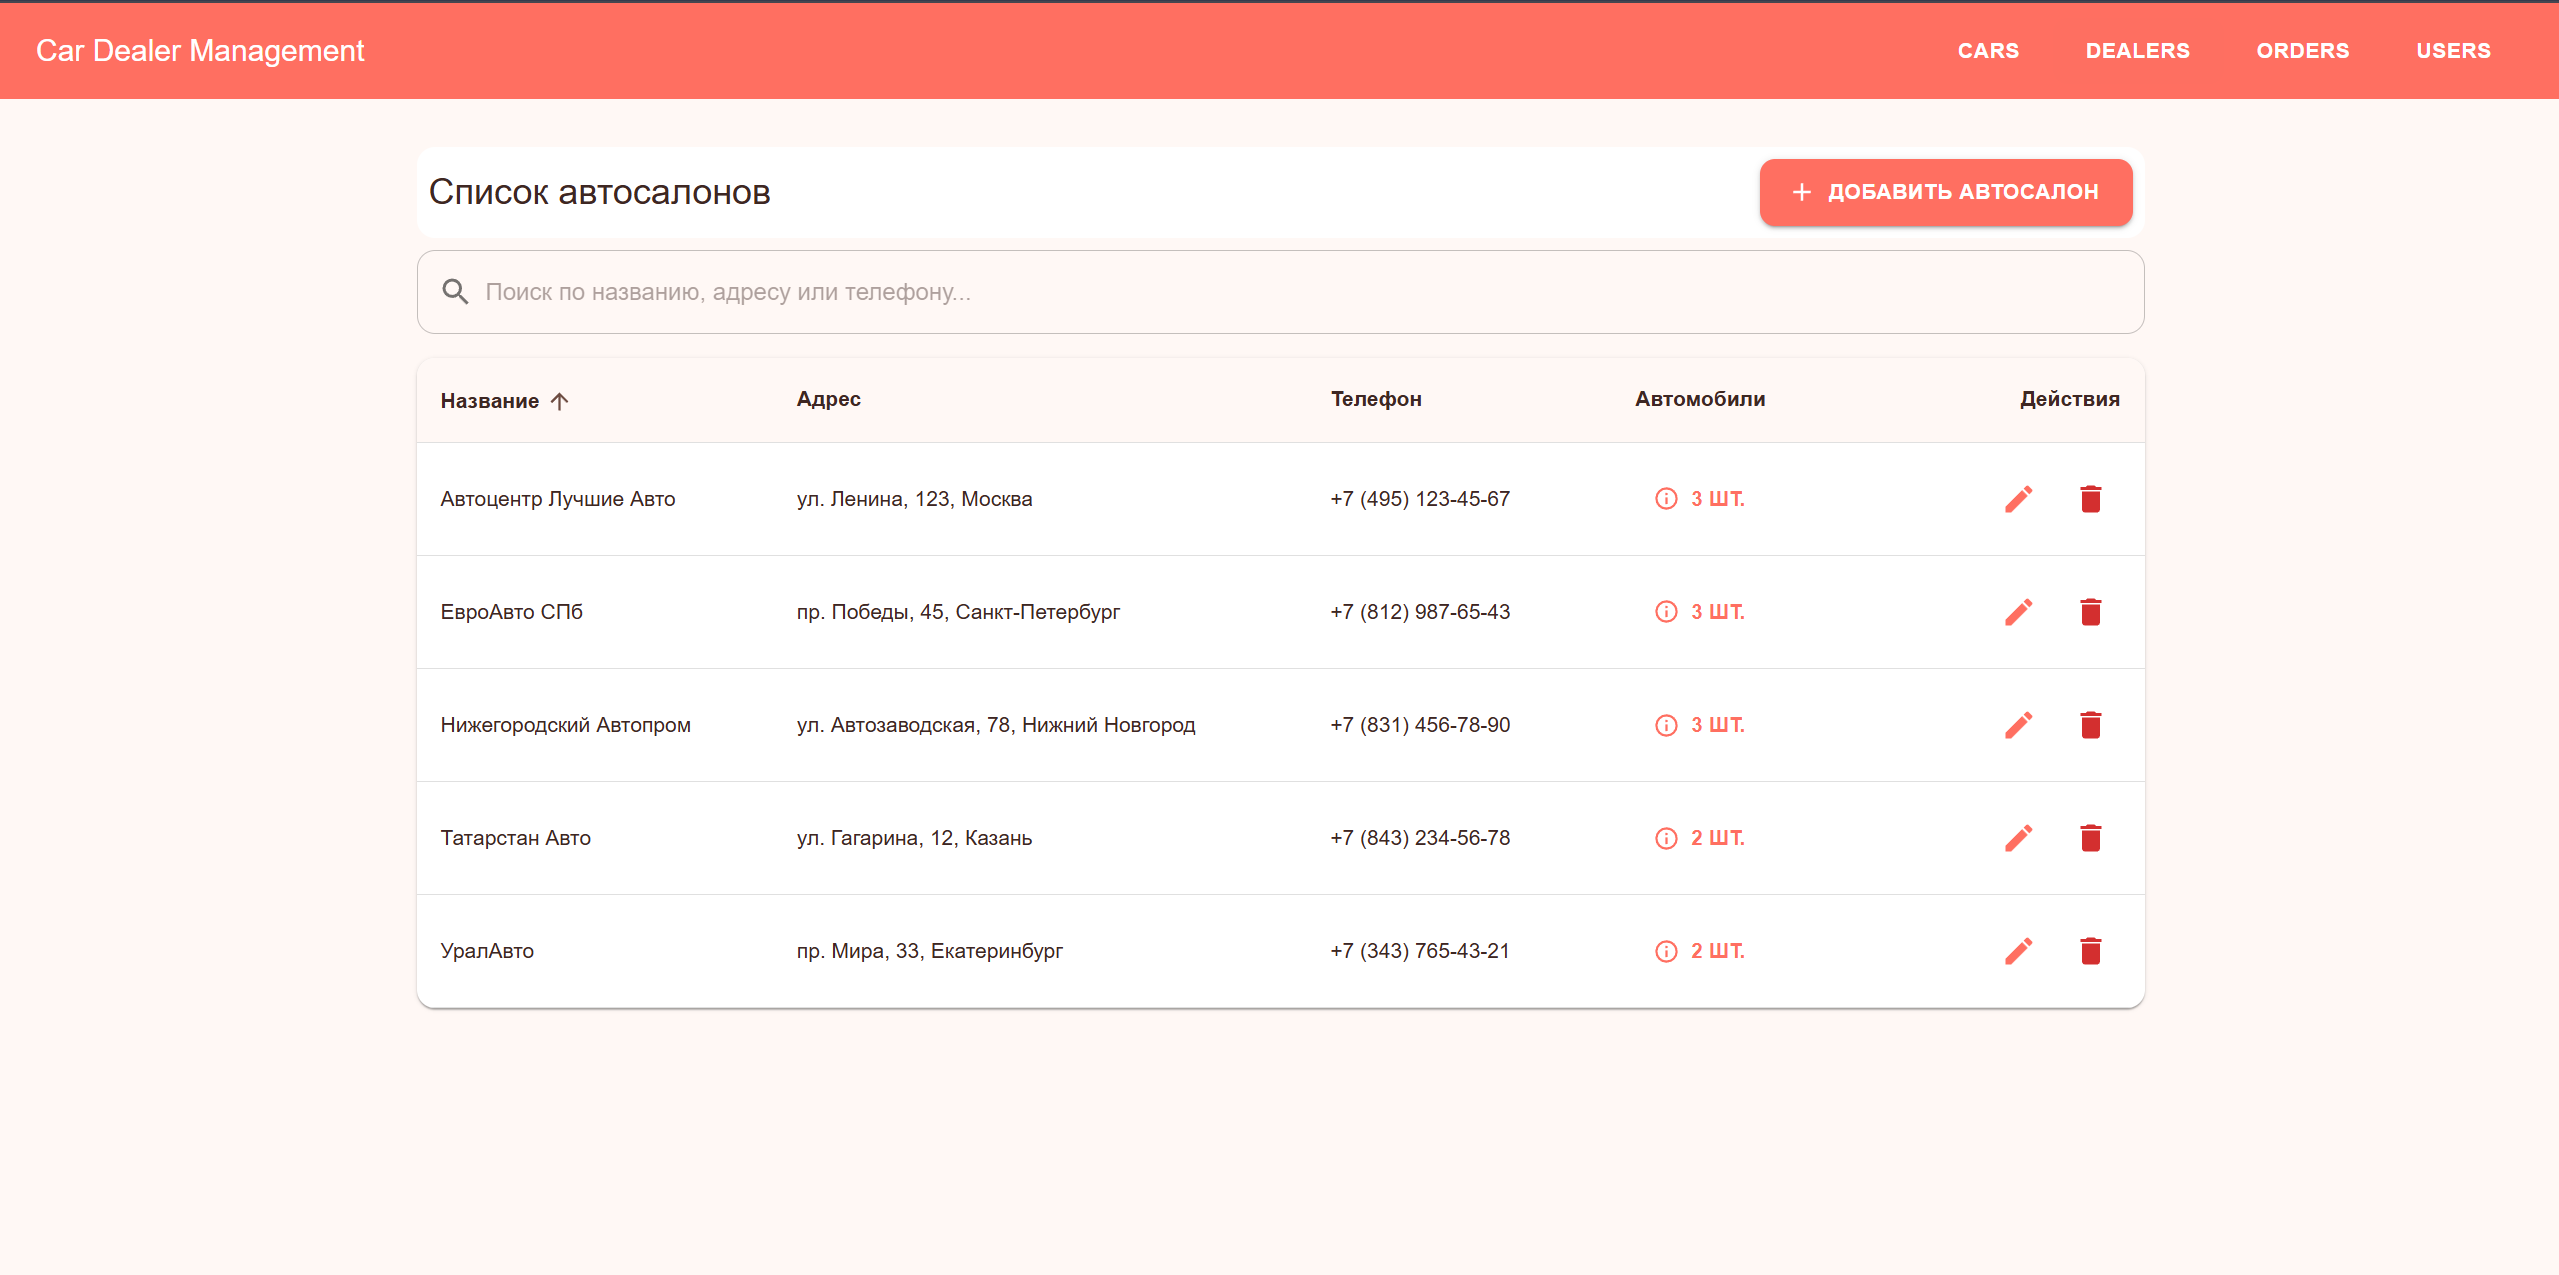 Car Dealer Management CARS DEALERS ORDERS USERS
Список автосалонов ДОБАВИТЬ АВТОСАЛОН
Поиск по названию, адресу или телефону...
Название Адрес Телефон Автомобили Действия
Автоцентр Лучшие Авто ул. Ленина, 123, Москва +7 (495) 123-45-67 3 ШТ.
ЕвроАвто СПб пр. Победы, 45, Санкт-Петербург +7 (812) 987-65-43 3 ШТ.
Нижегородский Автопром ул. Автозаводская, 78, Нижний Новгород +7 (831) 456-78-90 3 ШТ.
Татарстан Авто ул. Гагарина, 12, Казань +7 (843) 234-56-78 2 ШТ.
УралАвто пр. Мира, 33, Екатеринбург +7 (343) 765-43-21 2 ШТ.